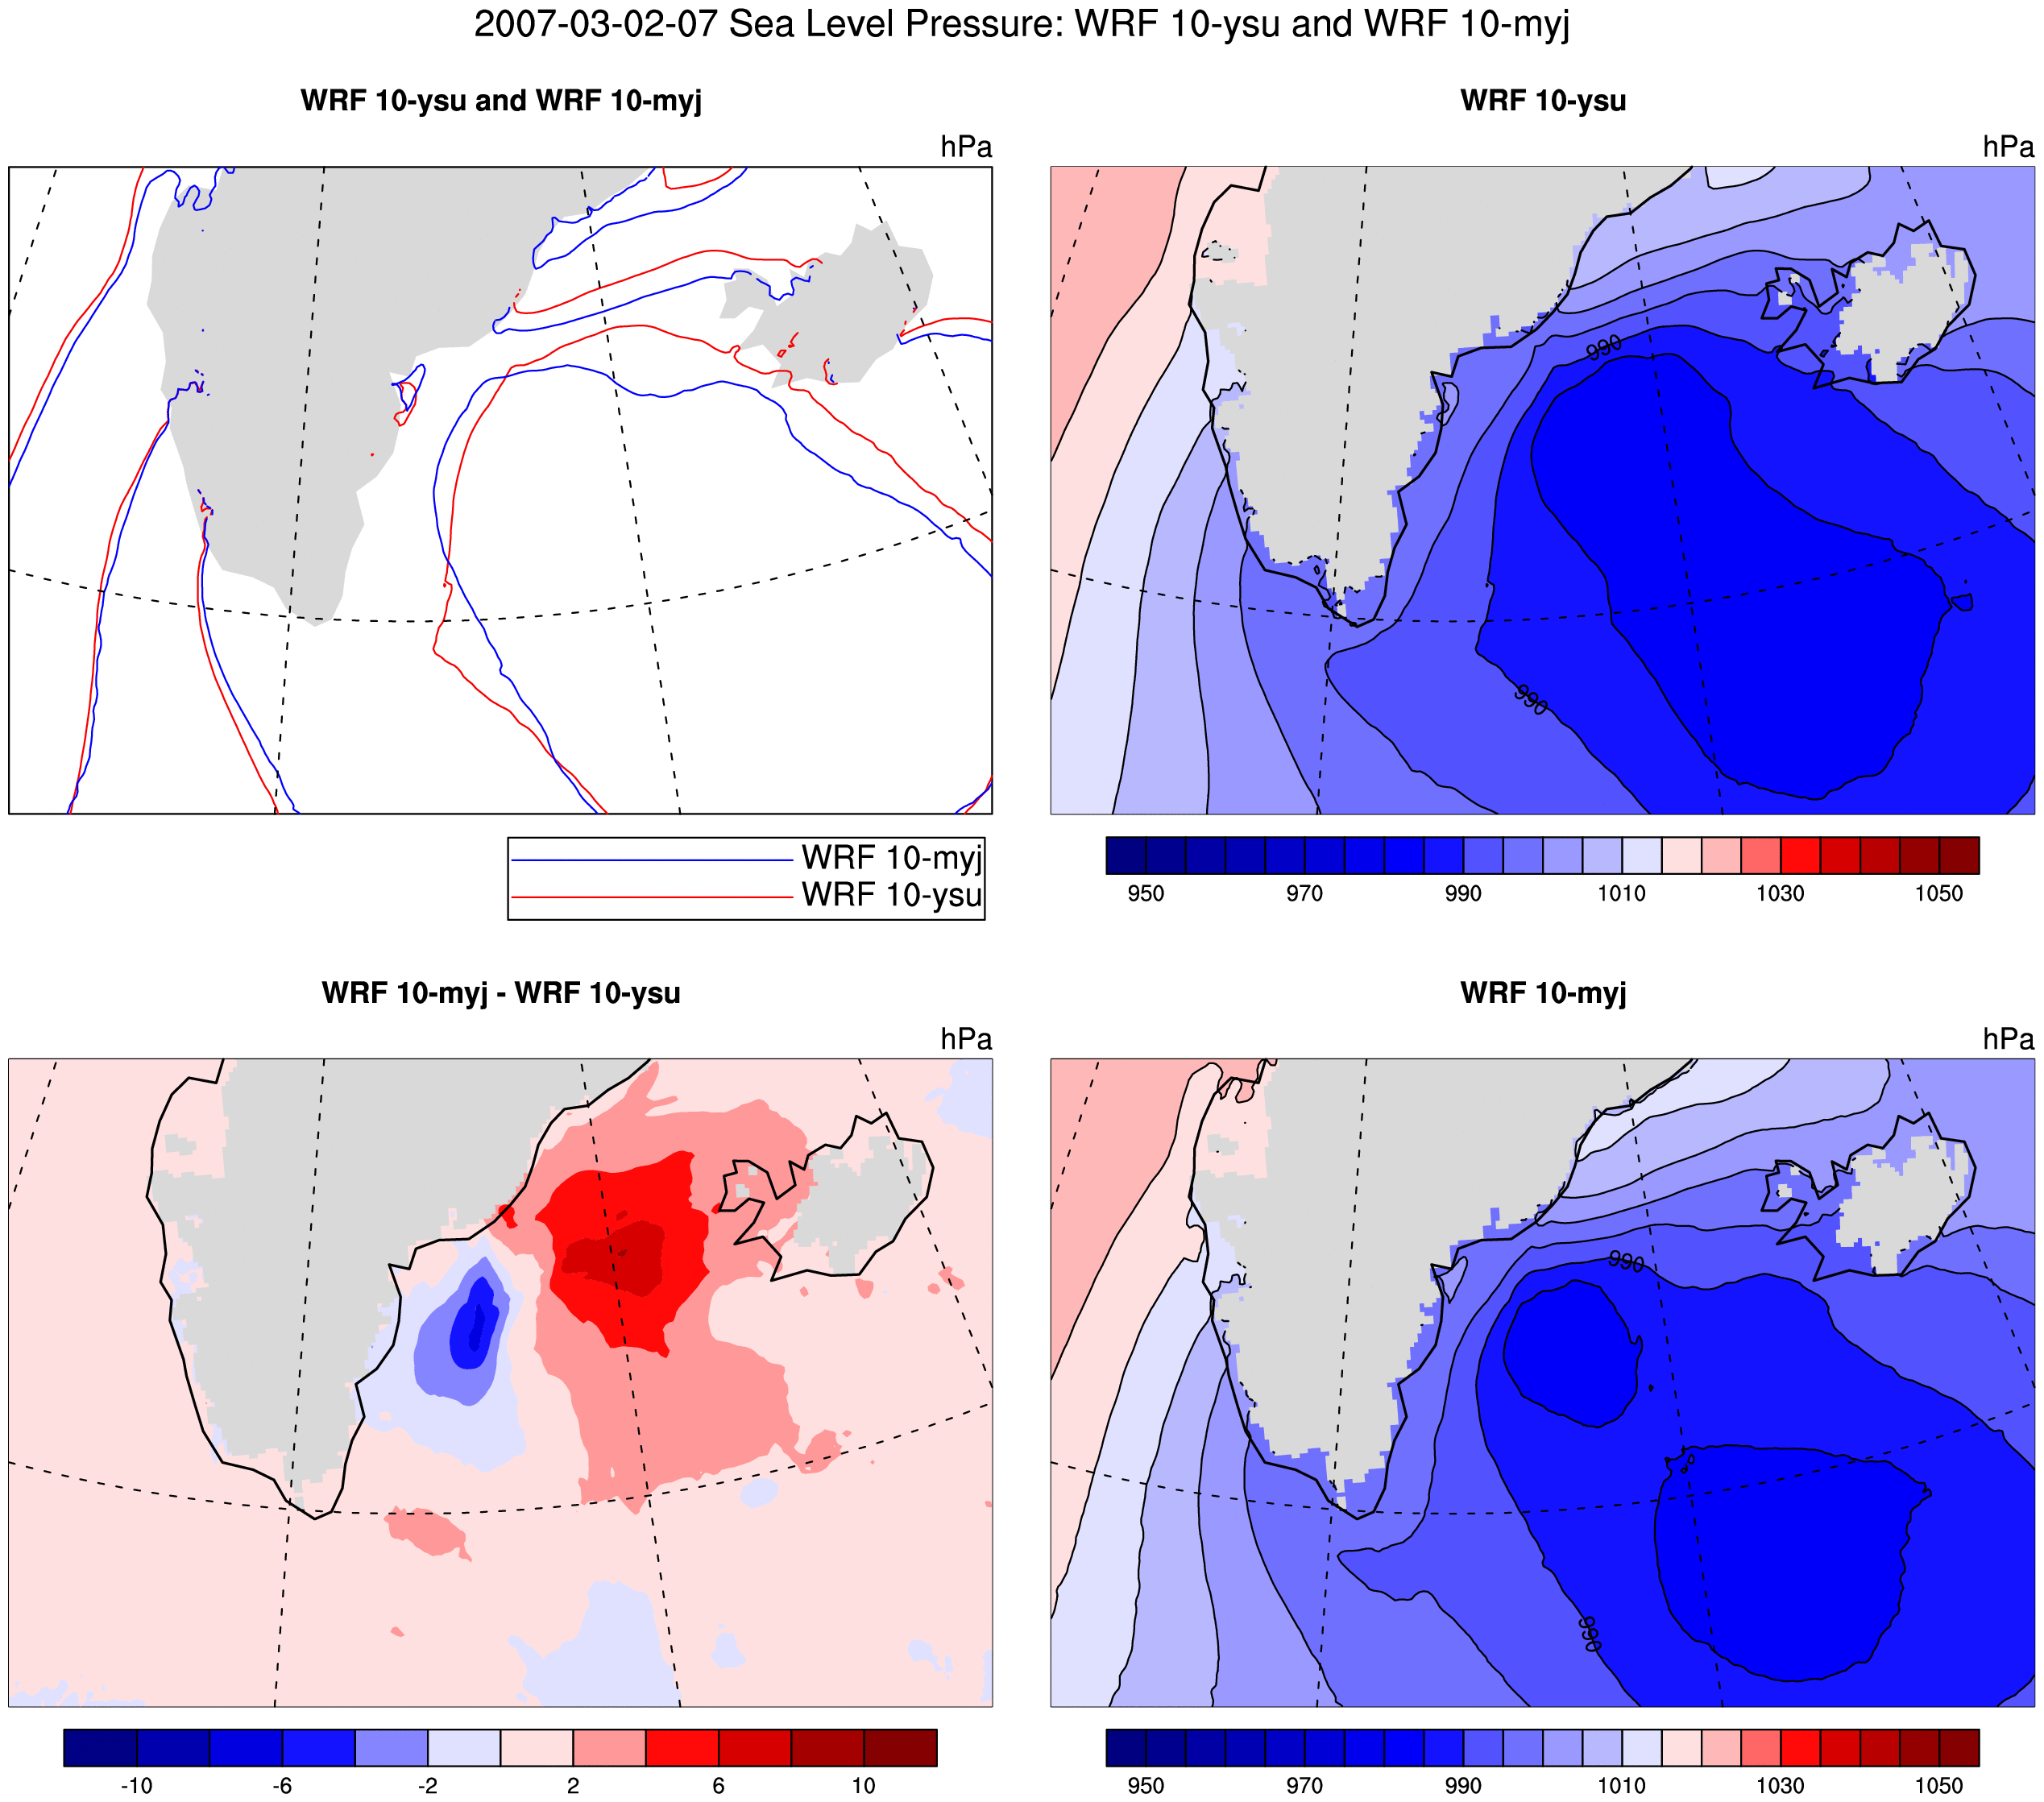 2007-03-02-07 Sea Level Pressure: WRF 10-ysu and WRF 10-myj
WRF 10-ysu and WRF 10-myj
hPa
WRF 10-ysu
hPa
990
990
WRF 10-myj
WRF 10-ysu
950 970 990 1010 1030 1050
WRF 10-myj - WRF 10-ysu
hPa
WRF 10-myj
hPa
990
990
-10 -6 -2 2 6 10
950 970 990 1010 1030 1050